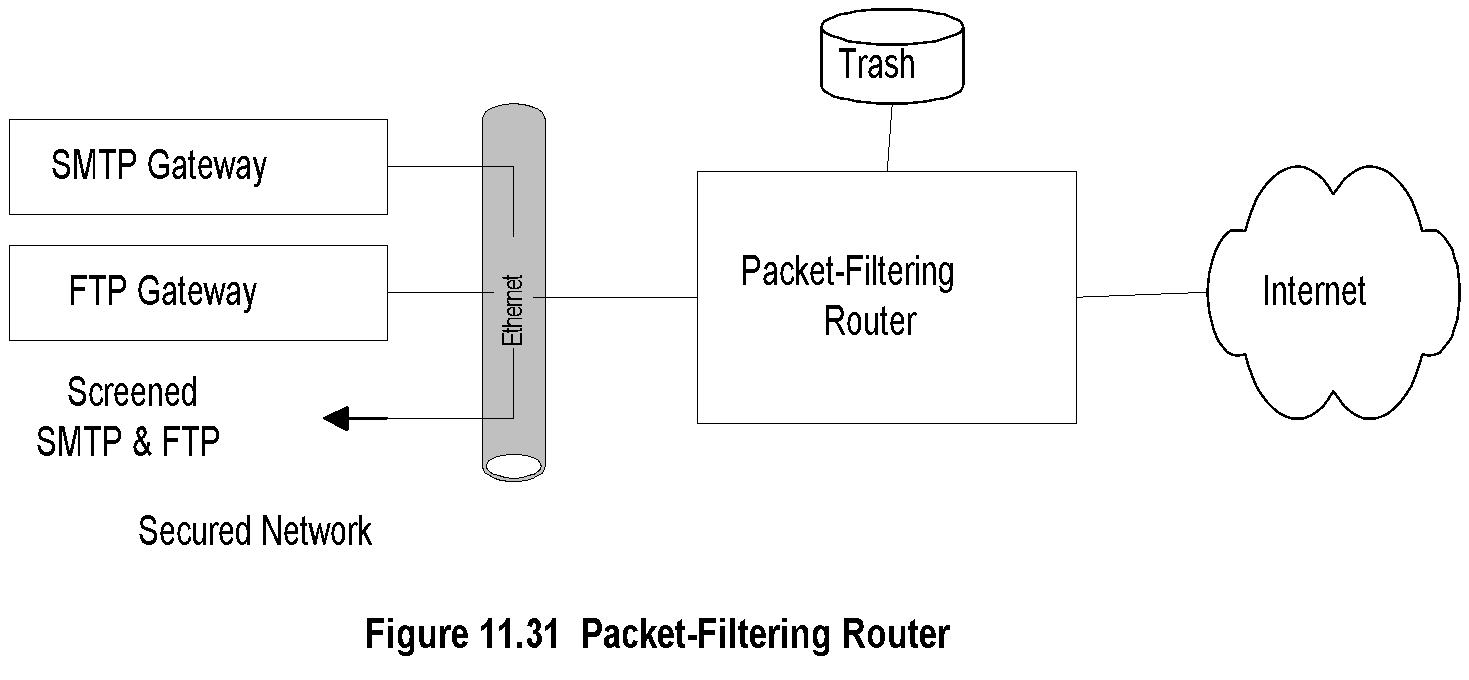 Trash
SMTP Gateway
FTP Gateway
Ethernet
Packet-Filtering
Router
Internet
Screened
SMTP & FTP
Secured Network
Figure 11.31 Packet-Filtering Router